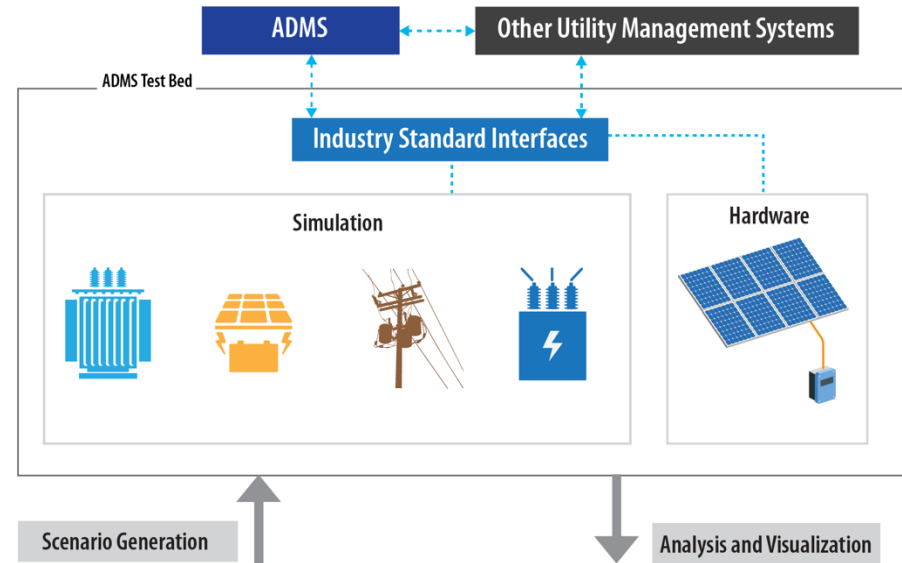 ADMS
Other Utility Management Systems
ADMS Test Bed
Industry Standard Interfaces
Simulation
Hardware
Scenario Generation
Analysis and Visualization